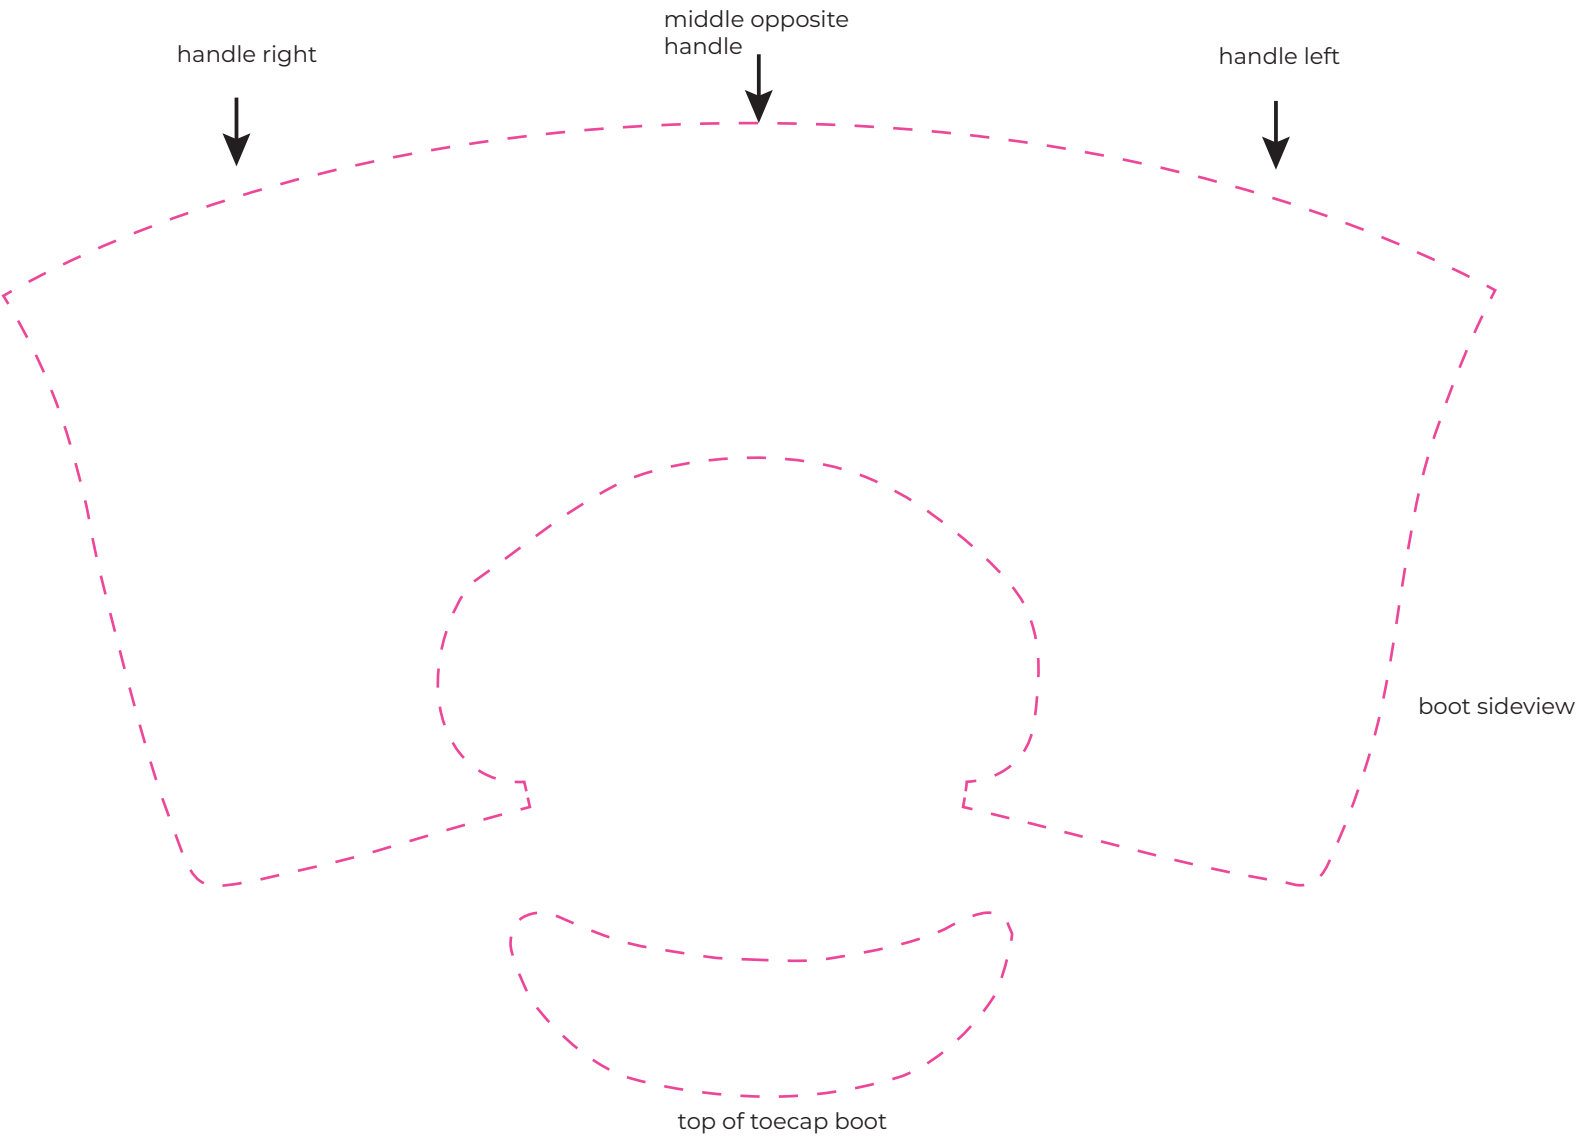 middle opposite
handle
handle right
handle left
boot sideview
top of toecap boot